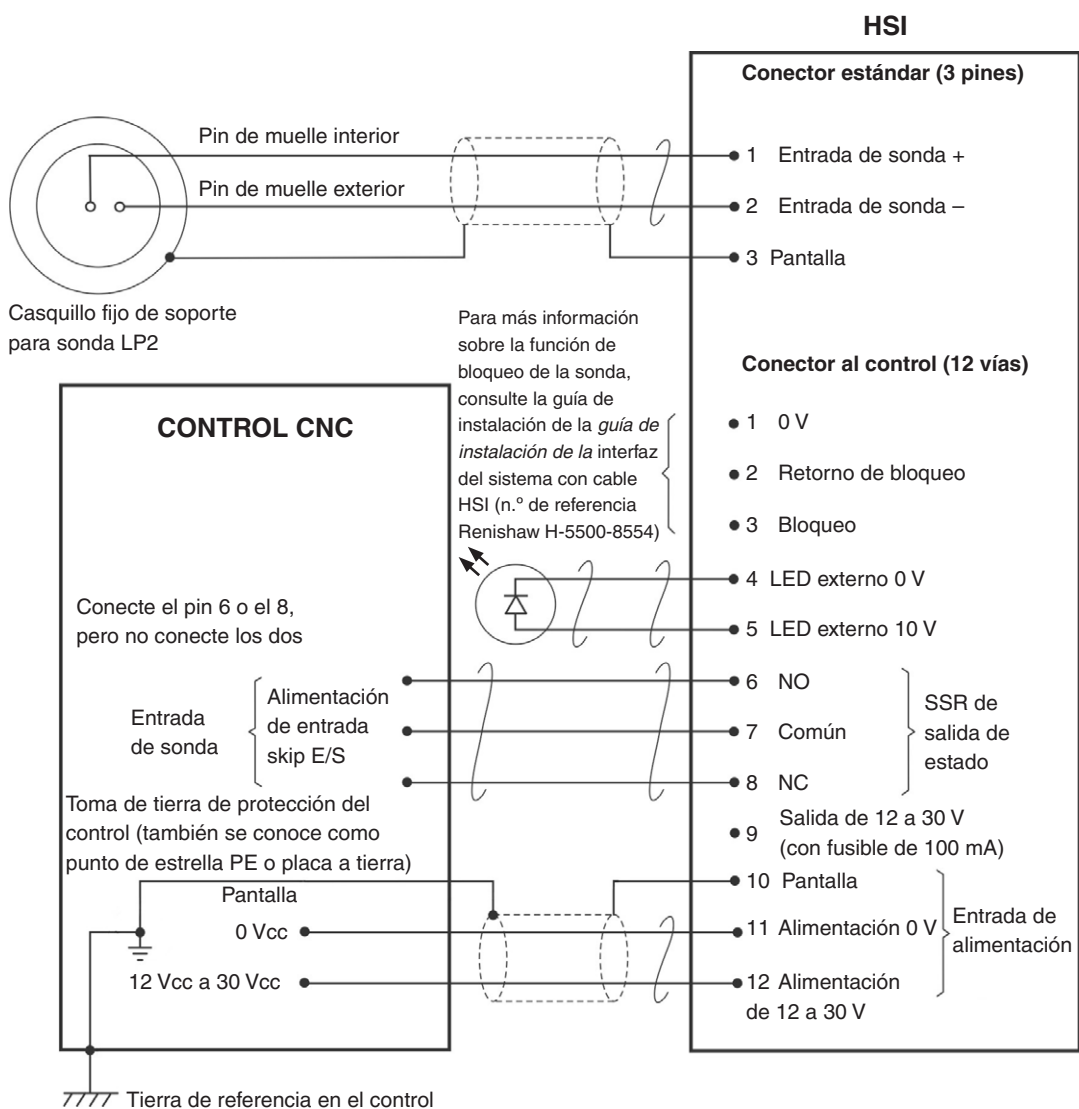 HSI
Conector estándar (3 pines)
Pin de muelle interior
1 Entrada de sonda +
Pin de muelle exterior
2 Entrada de sonda –
3 Pantalla
Casquillo fijo de soporte
para sonda LP2
Para más información
sobre la función de
bloqueo de la sonda,
consulte la guía de
instalación de la guía de
instalación de la interfaz
del sistema con cable
HSI (n.º de referencia
Renishaw H-5500-8554)
Conector al control (12 vías)
1 0 V
2 Retorno de bloqueo
3 Bloqueo
4 LED externo 0 V
5 LED externo 10 V
6 NO
7 Común
8 NC
SSR de
salida de
estado
9 Salida de 12 a 30 V
(con fusible de 100 mA)
10 Pantalla
11 Alimentación 0 V
12 Alimentación
de 12 a 30 V
Entrada de
alimentación
CONTROL CNC
Conecte el pin 6 o el 8,
pero no conecte los dos
Entrada
de sonda
Alimentación
de entrada
skip E/S
Toma de tierra de protección del
control (también se conoce como
punto de estrella PE o placa a tierra)
Pantalla
0 Vcc
12 Vcc a 30 Vcc
Tierra de referencia en el control